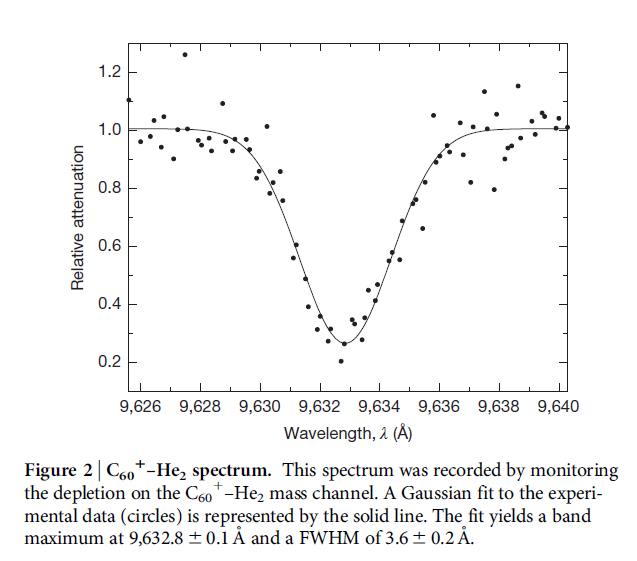 1.2
1.0
0.8
0.6
0.4
0.2
Relative attenuation
9,626 9,628 9,630 9,632 9,634 9,636 9,638 9,640
Wavelength, λ (Å)
Figure 2 | C₆₀⁺–He₂ spectrum. This spectrum was recorded by monitoring
the depletion on the C₆₀⁺–He₂ mass channel. A Gaussian fit to the experi-
mental data (circles) is represented by the solid line. The fit yields a band
maximum at 9,632.8 ± 0.1 Å and a FWHM of 3.6 ± 0.2 Å.